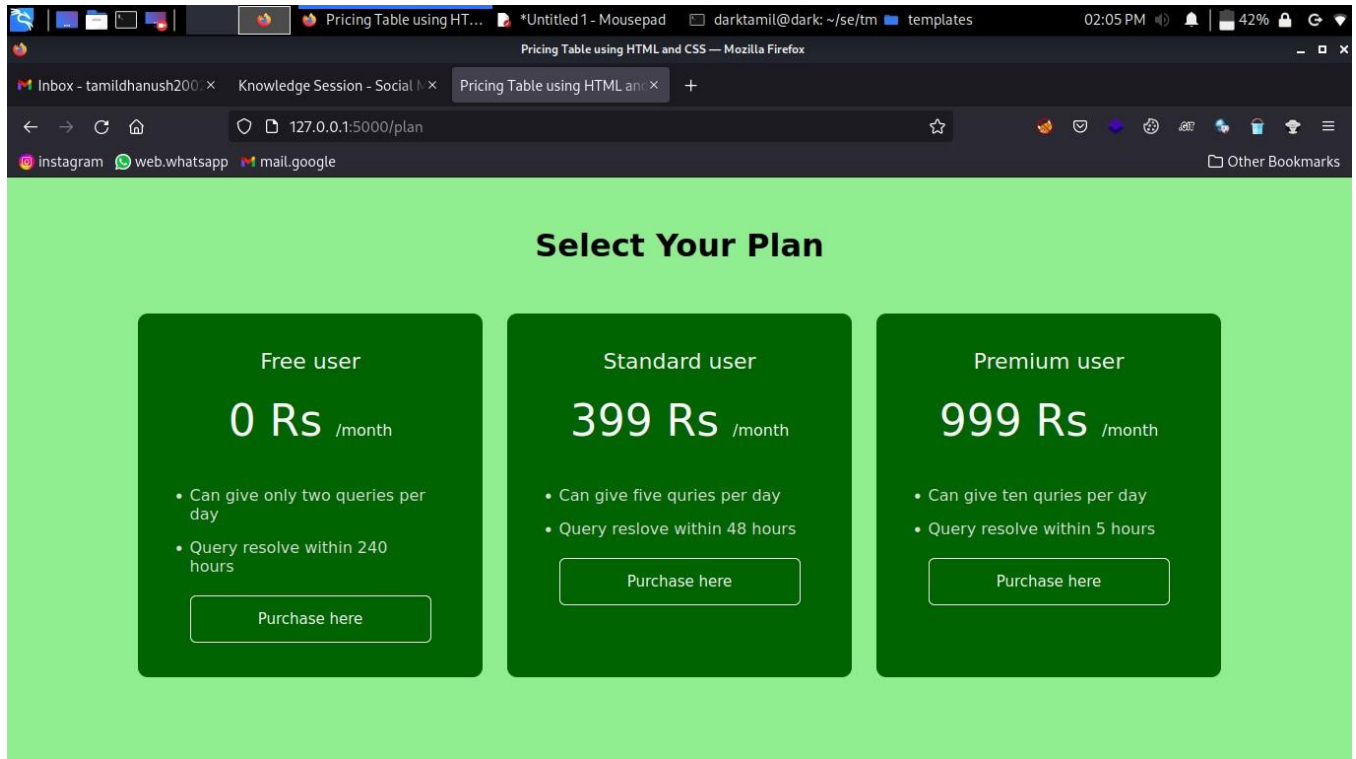 Pricing Table using HT... *Untitled 1 - Mousepad darktamil@dark: ~/se/tm templates 02:05 PM 42%
Pricing Table using HTML and CSS — Mozilla Firefox
Inbox - tamildhanush200 Knowledge Session - Social Pricing Table using HTML an
127.0.0.1:5000/plan
instagram web.whatsapp mail.google Other Bookmarks
Select Your Plan
Free user
0 Rs /month
• Can give only two queries per
day
• Query resolve within 240
hours
Purchase here
Standard user
399 Rs /month
• Can give five quries per day
• Query reslove within 48 hours
Purchase here
Premium user
999 Rs /month
• Can give ten quries per day
• Query resolve within 5 hours
Purchase here